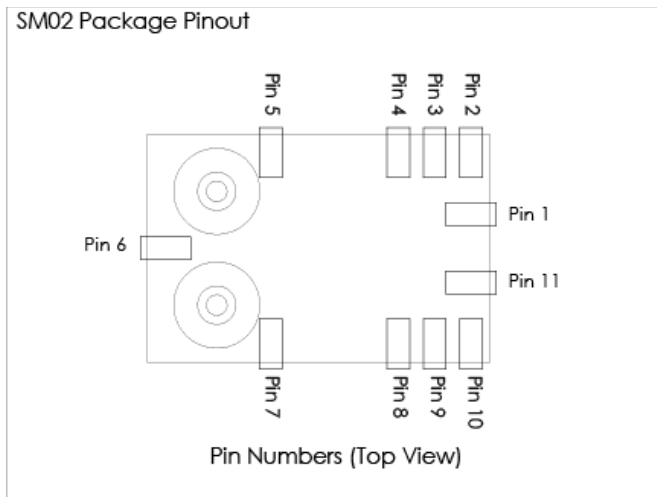 SM02 Package Pinout
Pin 5
Pin 4
Pin 3
Pin 2
Pin 1
Pin 6
Pin 11
Pin 7
Pin 8
Pin 9
Pin 10
Pin Numbers (Top View)